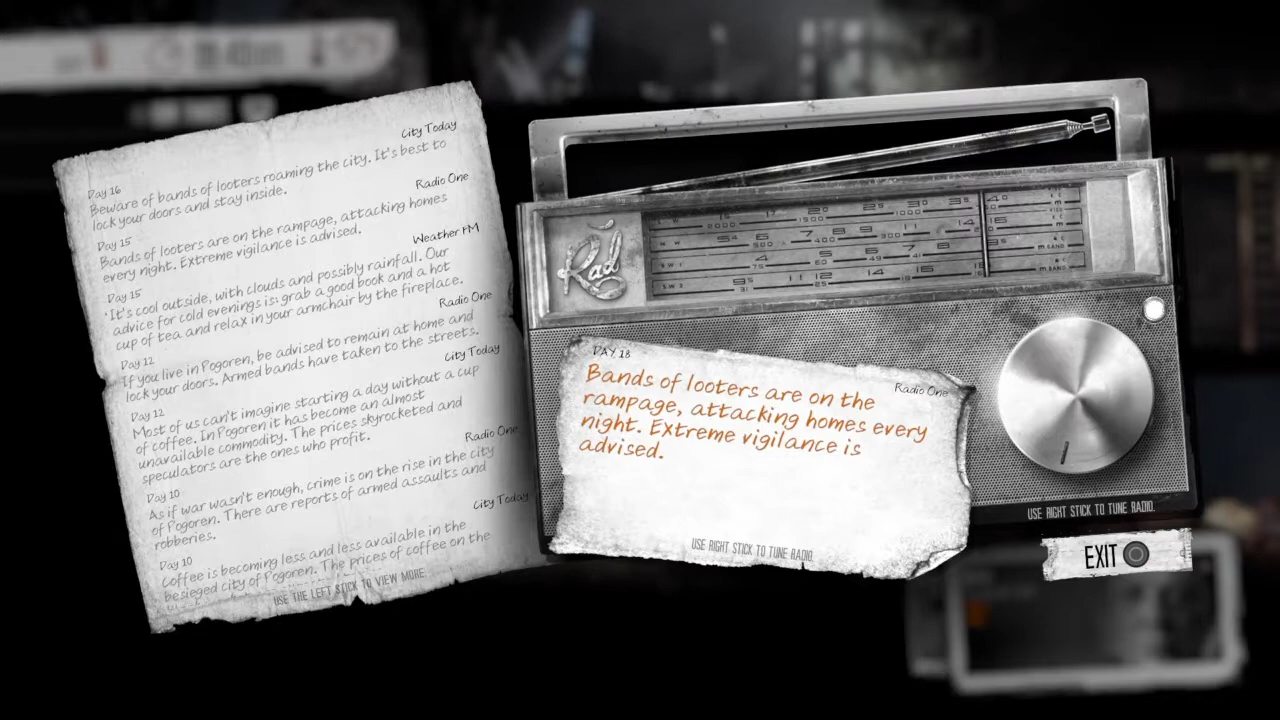 City Today
Day 16
Beware of bands of looters roaming the city. It's best to
lock your doors and stay inside.
Radio One
Day 15
Bands of looters are on the rampage, attacking homes
every night. Extreme vigilance is advised.
Weather FM
Day 15
It's cool outside, with clouds and possibly rainfall. Our
advice for cold evenings is: grab a good book and a hot
cup of tea and relax in your armchair by the fireplace.
Radio One
Day 12
If you live in Pogoren, be advised to remain at home and
lock your doors. Armed bands have taken to the streets.
City Today
Day 12
Most of us can't imagine starting a day without a cup
of coffee. In Pogoren it has become an almost
unavailable commodity. The prices skyrocketed and
speculators are the ones who profit.
Radio One
Day 10
As if war wasn't enough, crime is on the rise in the city
of Pogoren. There are reports of armed assaults and
robberies.
City Today
Day 10
Coffee is becoming less and less available in the
besieged city of Pogoren. The prices of coffee on the
USE THE LEFT STICK TO VIEW MORE
Rad
DAY 18
Radio One
Bands of looters are on the
rampage, attacking homes every
night. Extreme vigilance is
advised.
USE RIGHT STICK TO TUNE RADIO.
USE RIGHT STICK TO TUNE RADIO.
EXIT